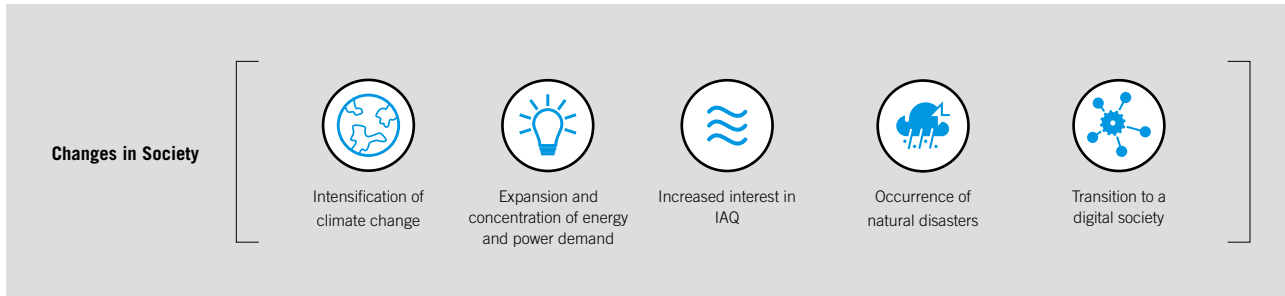 Changes in Society
Intensification of
climate change
Expansion and
concentration of energy
and power demand
Increased interest in
IAQ
Occurrence of
natural disasters
Transition to a
digital society